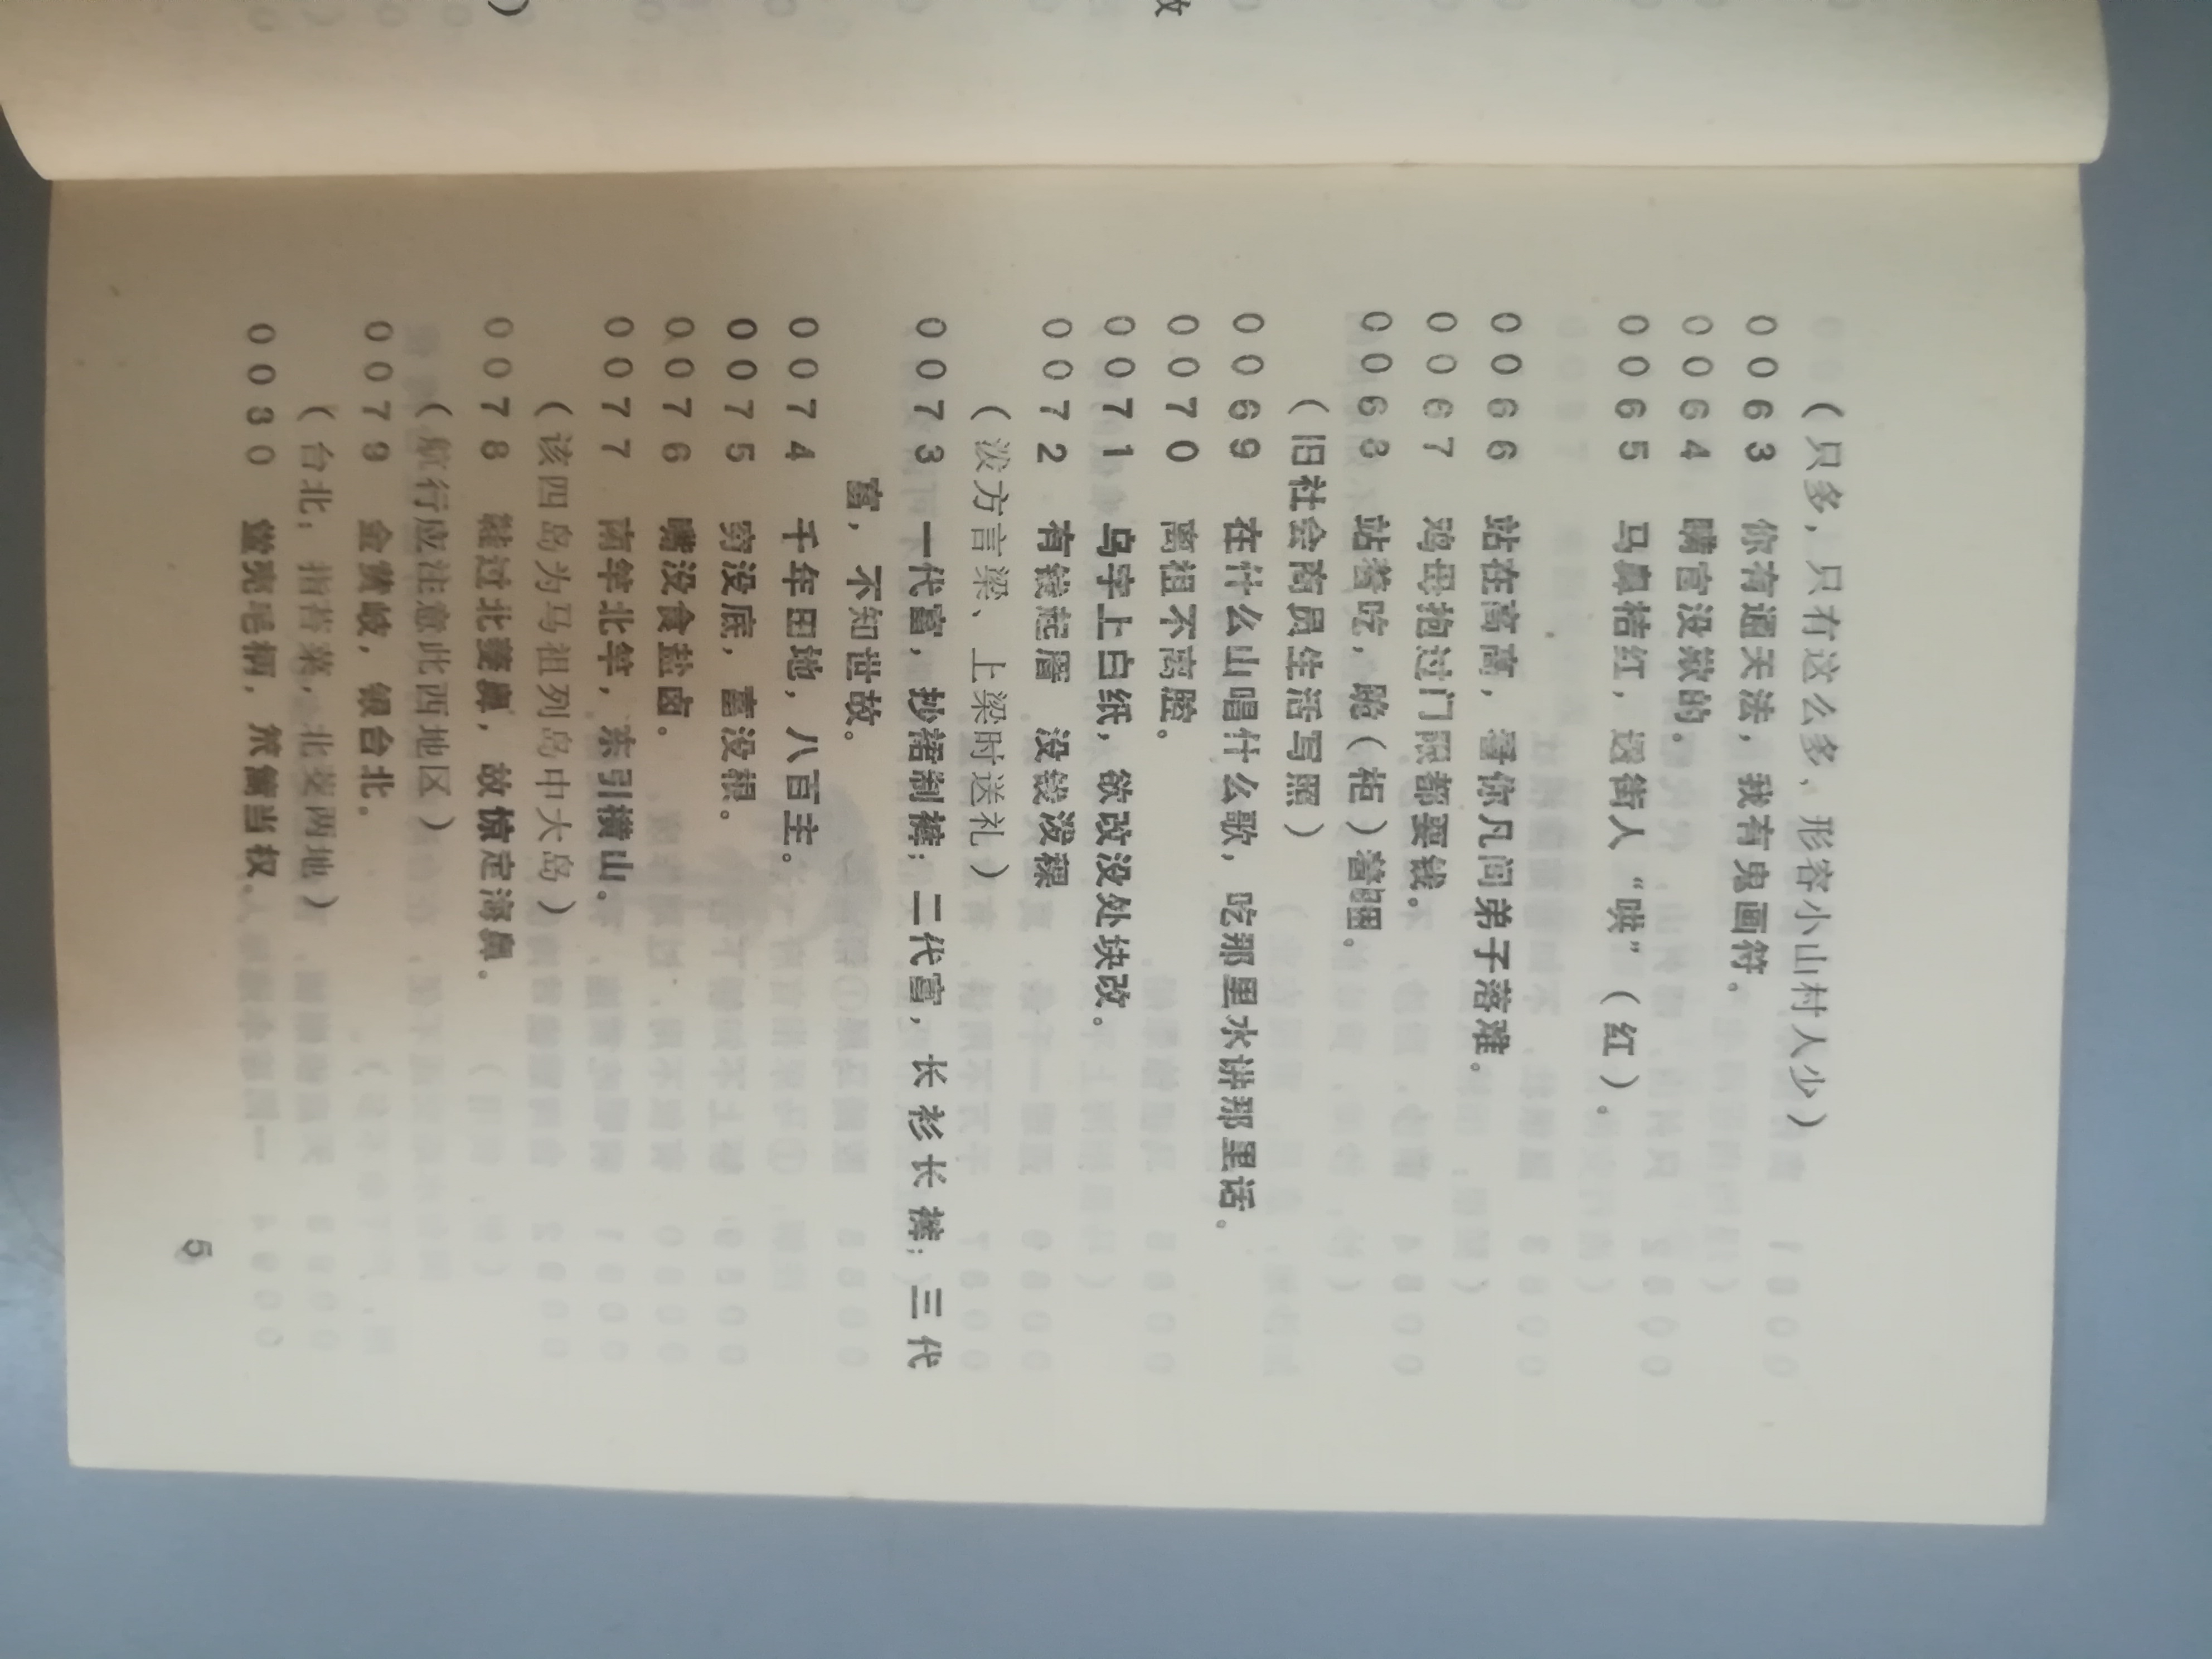 （只多，只有这么多、形容小山村人少）
0063 你有通天法，我有鬼画符。
0064 瞒官没欺的。
0065 马鼻桔红，透街人“哄”（红）。
0066 站在高高，看你凡间弟子落难。
0067 鸡母抱过门限都要钱。
0068 站着吃，跪（柜）着睏。
（旧社会商员生活写照）
0069 在什么山唱什么歌，吃那里水讲那里话。
0070 离祖不离腔。
0071 乌字上白纸，欲改没处块改。
0072 有钱起厝 没钱泼稞
（泼方言梁、上梁时送礼）
0073 一代富，抄裙制裤；二代富，长衫长裤；三代
富，不知世故。
0074 千年田地，八百主。
0075 穷没底，富没根。
0076 嘴没食盐卤。
0077 南竿北竿，东引横山。
（该四岛为马祖列岛中大岛）
0078 鞋过北茭鼻，故惊定海鼻。
（航行应注意此西地区）
0079 金黄岐，银台北。
（台北：指苔菜，北茭两地）
0080 壳毛柄，当权。
5